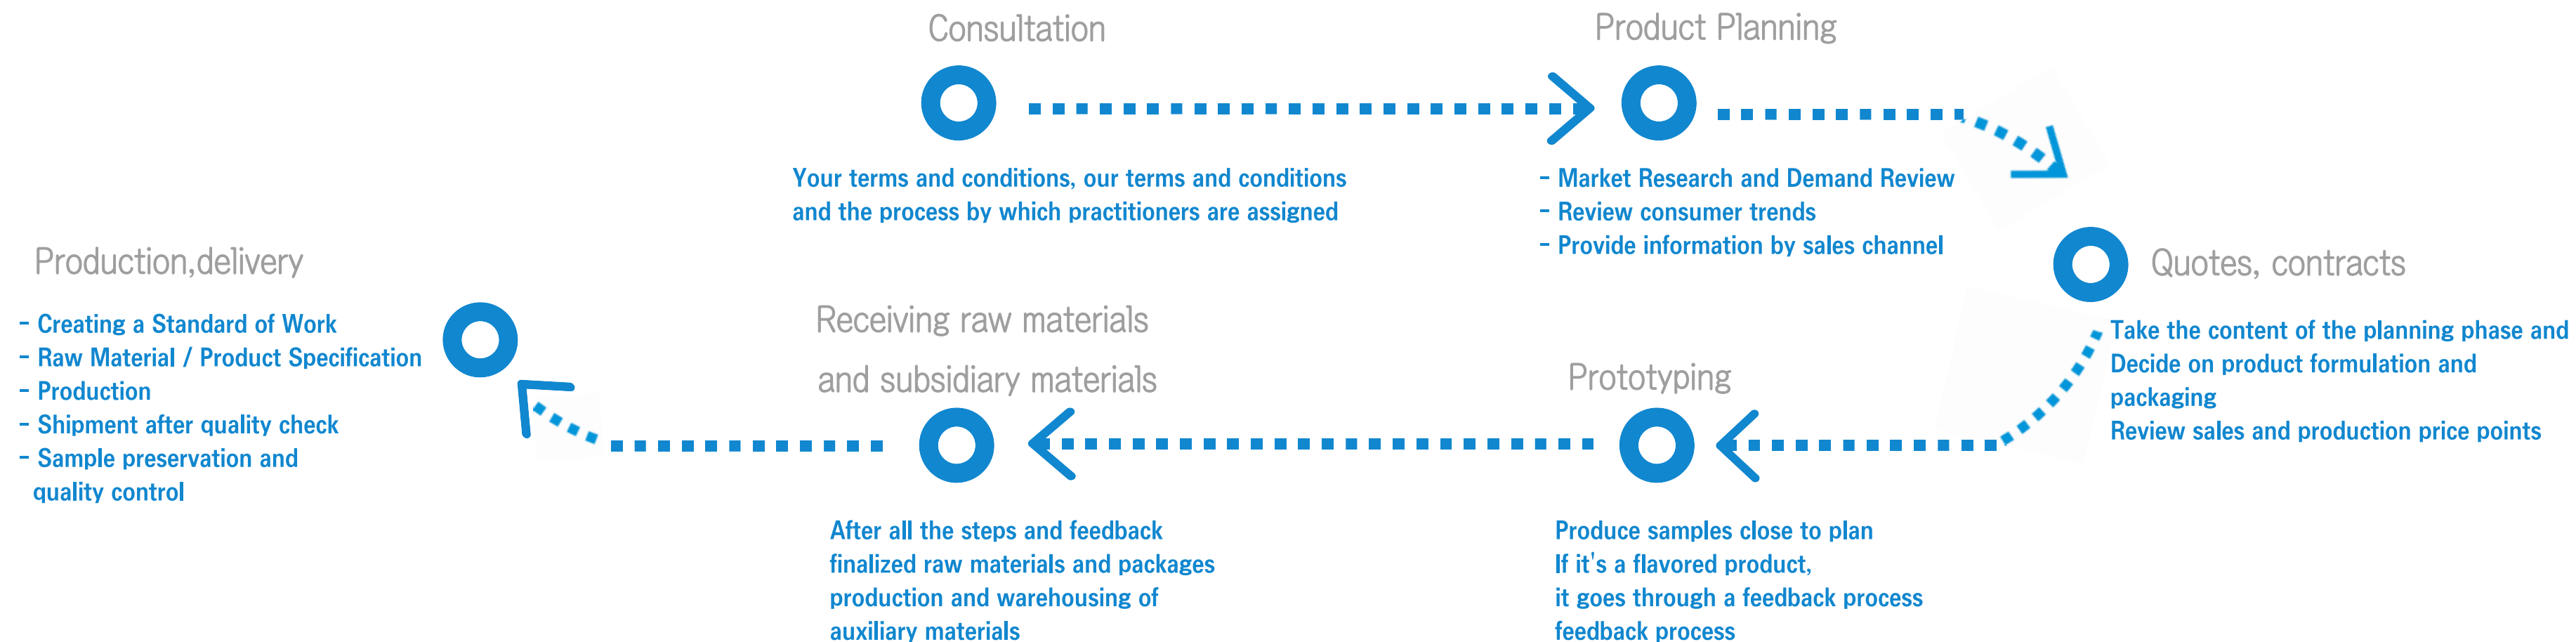 Consultation
Your terms and conditions, our terms and conditions
and the process by which practitioners are assigned
Product Planning
- Market Research and Demand Review
- Review consumer trends
- Provide information by sales channel
Quotes, contracts
Take the content of the planning phase and
Decide on product formulation and
packaging
Review sales and production price points
Prototyping
Produce samples close to plan
If it's a flavored product,
it goes through a feedback process
feedback process
Receiving raw materials
and subsidiary materials
After all the steps and feedback
finalized raw materials and packages
production and warehousing of
auxiliary materials
Production,delivery
- Creating a Standard of Work
- Raw Material / Product Specification
- Production
- Shipment after quality check
- Sample preservation and
quality control